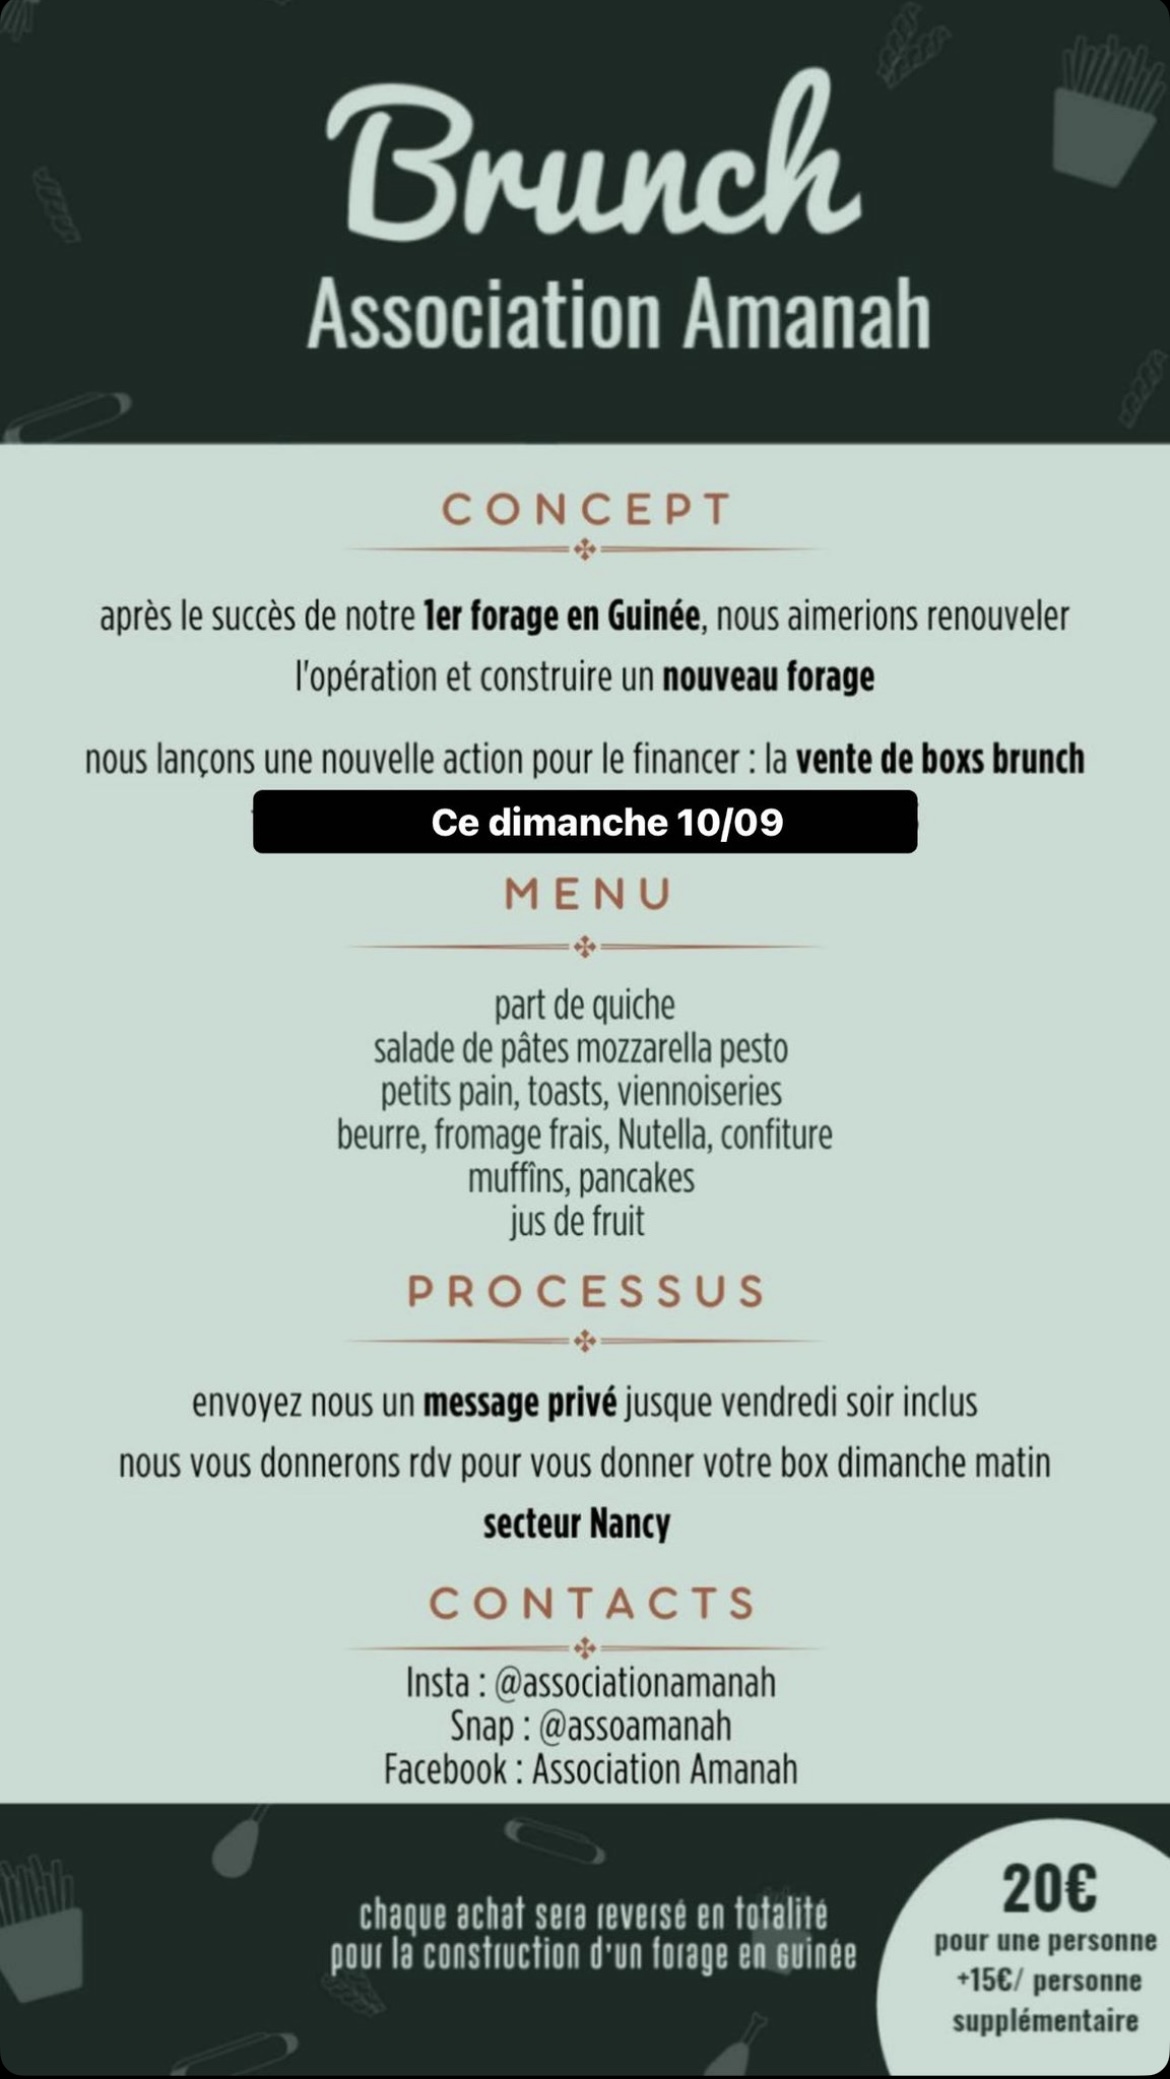 Brunch
Association Amanah
CONCEPT
après le succès de notre 1er forage en Guinée, nous aimerions renouveler
l'opération et construire un nouveau forage
nous lançons une nouvelle action pour le financer : la vente de boxs brunch
Ce dimanche 10/09
MENU
part de quiche
salade de pâtes mozzarella pesto
petits pain, toasts, viennoiseries
beurre, fromage frais, Nutella, confiture
muffins, pancakes
jus de fruit
PROCESSUS
envoyez nous un message privé jusque vendredi soir inclus
nous vous donnerons rdv pour vous donner votre box dimanche matin
secteur Nancy
CONTACTS
Insta : @associationamanah
Snap : @assoamanah
Facebook : Association Amanah
chaque achat sera reversé en totalité
pour la construction d'un forage en guinée
20€
pour une personne
+15€/ personne
supplémentaire